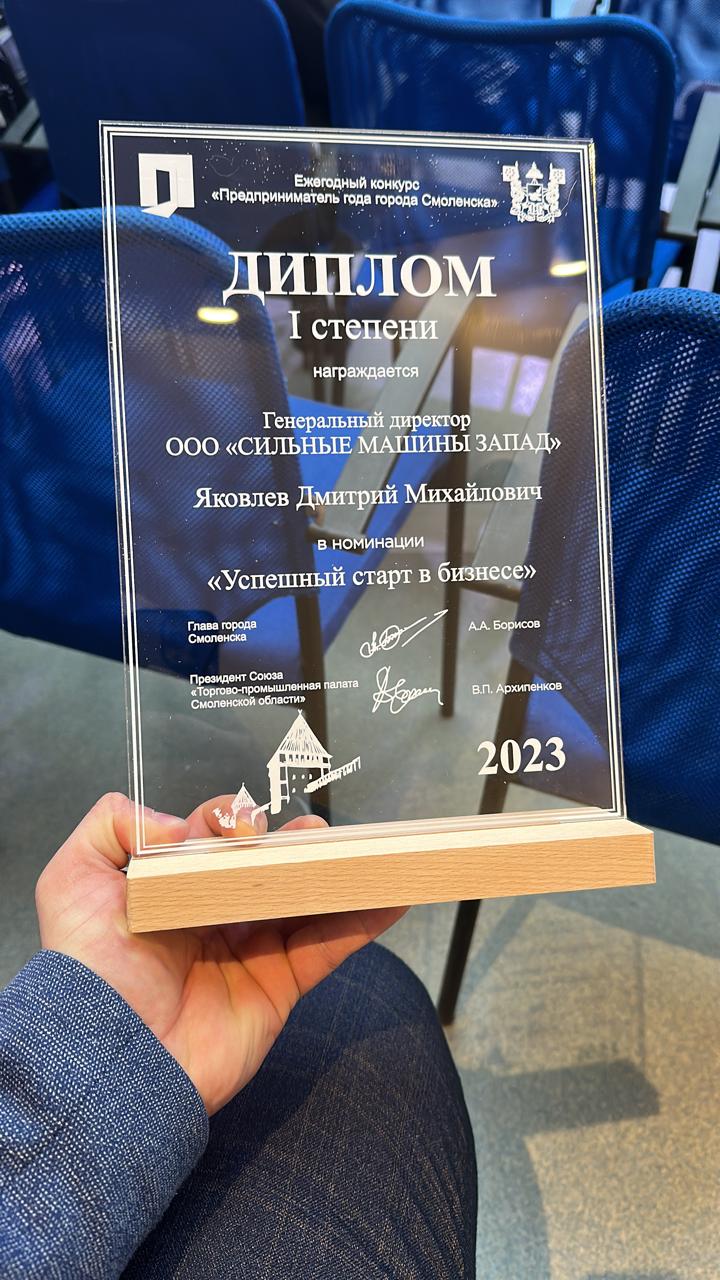 Ежегодный конкурс
«Предприниматель года города Смоленска»
ДИПЛОМ
I степени
награждается
Генеральный директор
ООО «СИЛЬНЫЕ МАШИНЫ ЗАПАД»
Яковлев Дмитрий Михайлович
в номинации
«Успешный старт в бизнесе»
Глава города
Смоленска
А.А. Борисов
Президент Союза
«Торгово-промышленная палата
Смоленской области»
В.П. Архипенков
2023